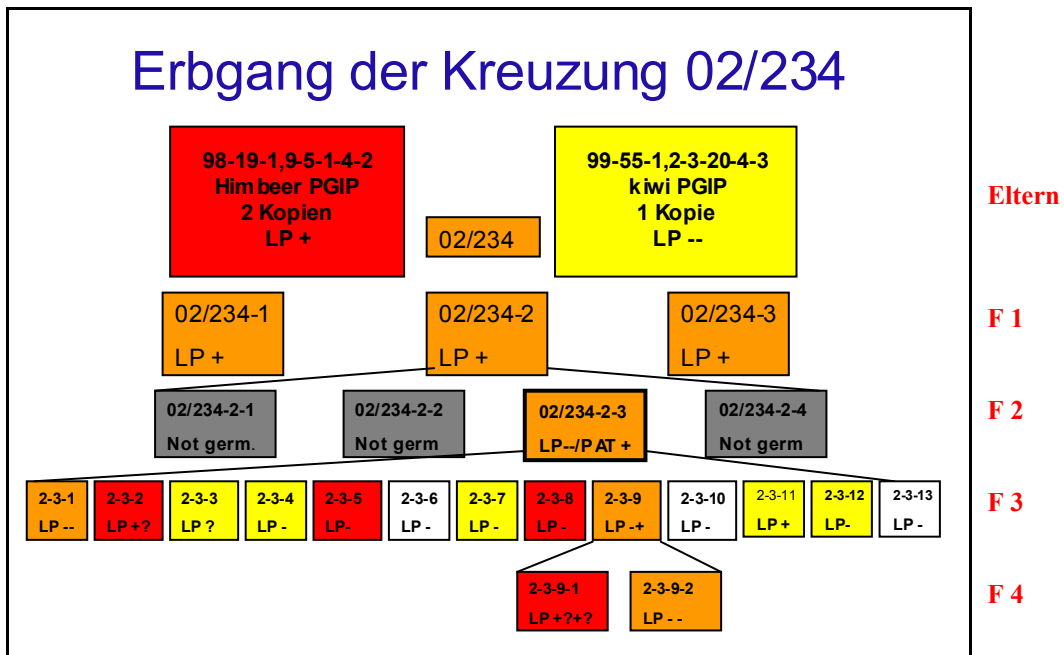 Erbgang der Kreuzung 02/234
98-19-1,9-5-1-4-2
Himbeer PGIP
2 Kopien
LP +
02/234
99-55-1,2-3-20-4-3
kiwi PGIP
1 Kopie
LP --
Eltern
02/234-1
LP +
02/234-2
LP +
02/234-3
LP +
F 1
02/234-2-1
Not germ.
02/234-2-2
Not germ
02/234-2-3
LP--/PAT +
02/234-2-4
Not germ
F 2
2-3-1
LP --
2-3-2
LP +?
2-3-3
LP ?
2-3-4
LP -
2-3-5
LP-
2-3-6
LP -
2-3-7
LP -
2-3-8
LP -
2-3-9
LP -+
2-3-10
LP -
2-3-11
LP +
2-3-12
LP-
2-3-13
LP -
F 3
2-3-9-1
LP +?+?
2-3-9-2
LP - -
F 4